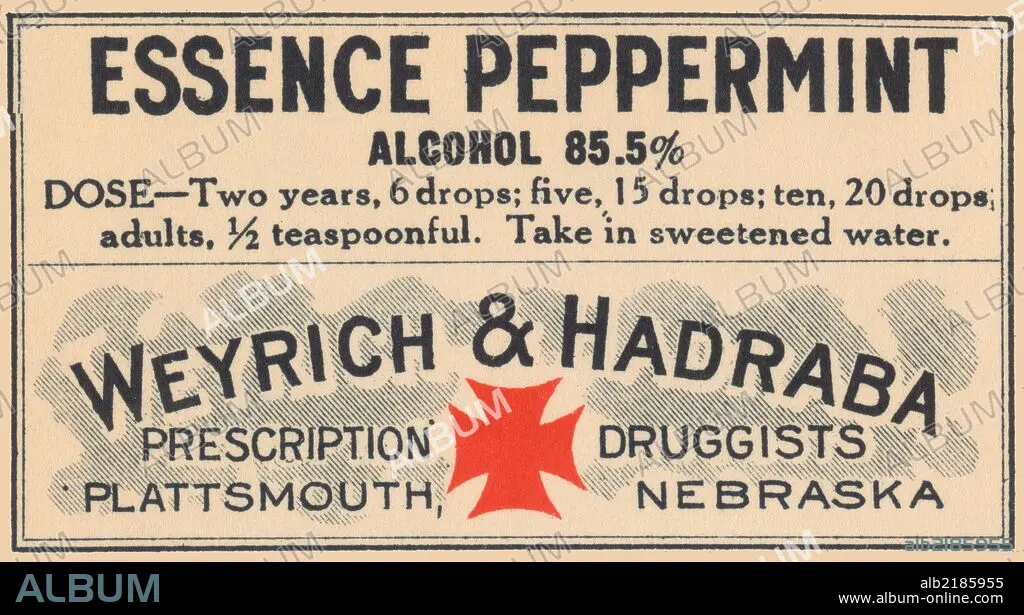 ESSENCE PEPPERMINT
ALCOHOL 85.5%
DOSE—Two years, 6 drops; five, 15 drops; ten, 20 drops;
adults, ½ teaspoonful. Take in sweetened water.
WEYRICH & HADRABA
PRESCRIPTION DRUGGISTS
PLATTSMOUTH, NEBRASKA
alb2185955
ALBUM
alb2185955
www.album-online.com